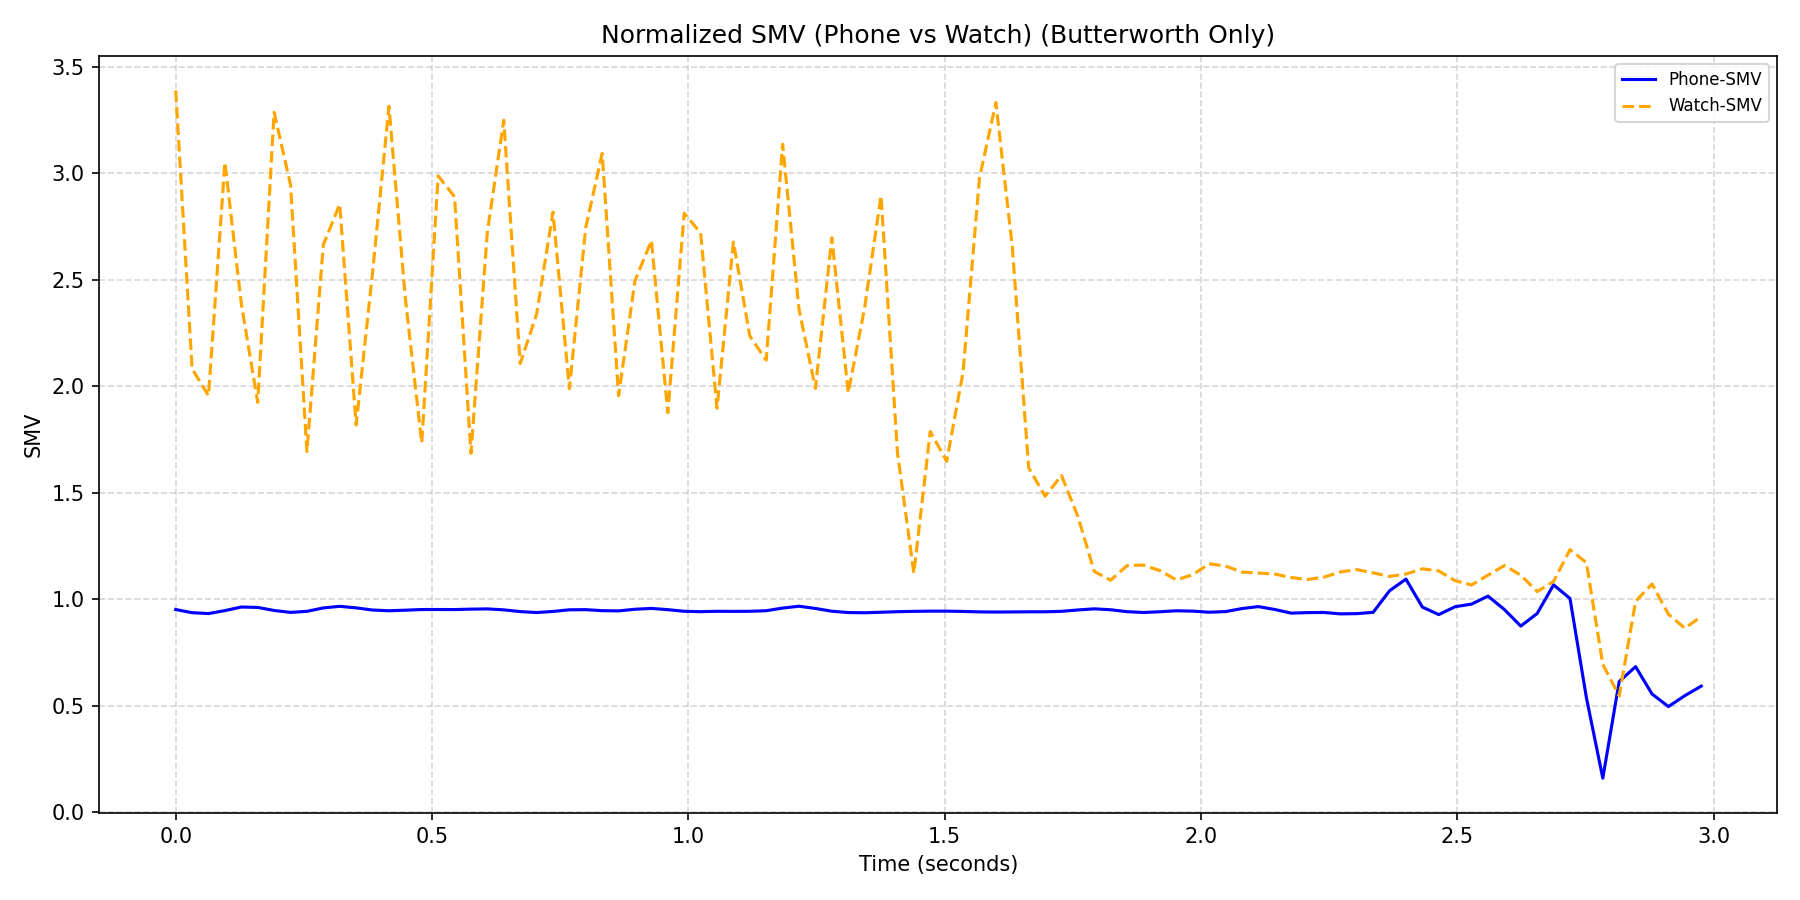 Normalized SMV (Phone vs Watch) (Butterworth Only)
Phone-SMV
Watch-SMV
SMV
3.5
3.0
2.5
2.0
1.5
1.0
0.5
0.0
0.0 0.5 1.0 1.5 2.0 2.5 3.0
Time (seconds)